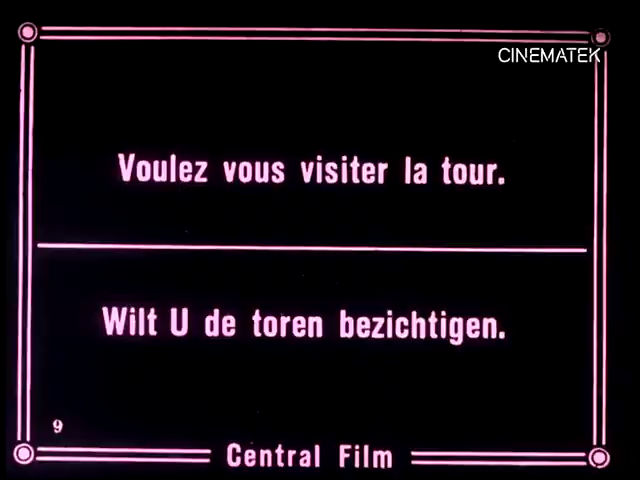 CINEMATEK
Voulez vous visiter la tour.
Wilt U de toren bezichtigen.
9
Central Film